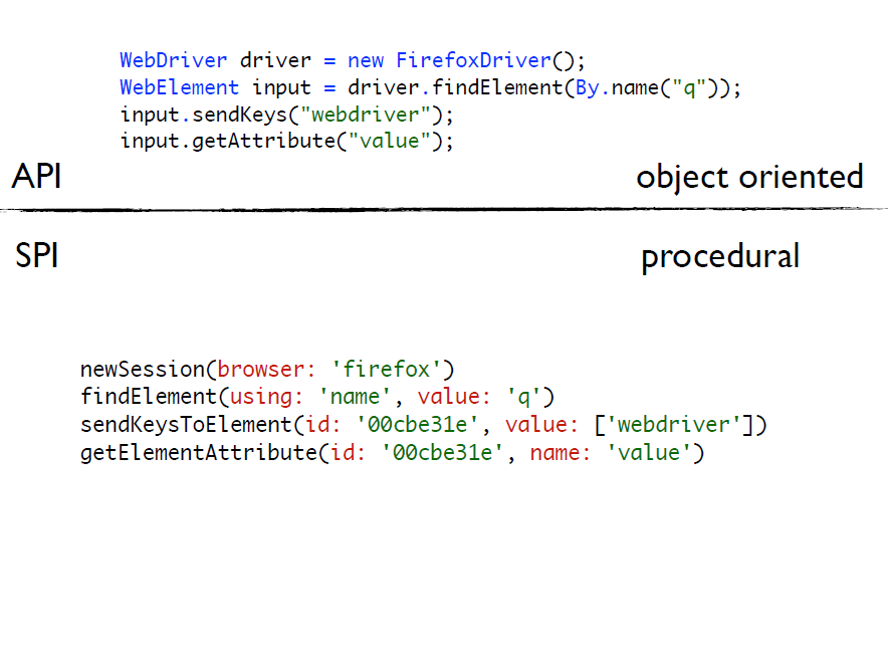 WebDriver driver = new FirefoxDriver();
WebElement input = driver.findElement(By.name("q"));
input.sendKeys("webdriver");
input.getAttribute("value");
API object oriented
SPI procedural
newSession(browser: 'firefox')
findElement(using: 'name', value: 'q')
sendKeysToElement(id: '00cbe31e', value: ['webdriver'])
getElementAttribute(id: '00cbe31e', name: 'value')